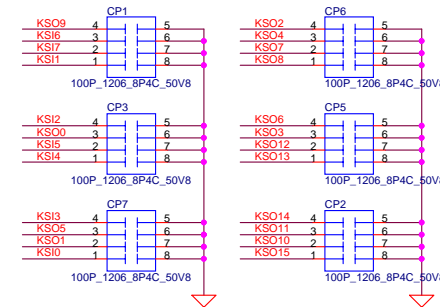 CP1
KSO9 4 5
KSI6 3 6
KSI7 2 7
KSI1 1 8
100P_1206_8P4C_50V8
CP6
KSO2 4 5
KSO4 3 6
KSO7 2 7
KSO8 1 8
100P_1206_8P4C_50V8
CP3
KSI2 4 5
KSO0 3 6
KSI5 2 7
KSI4 1 8
100P_1206_8P4C_50V8
CP5
KSO6 4 5
KSO3 3 6
KSO12 2 7
KSO13 1 8
100P_1206_8P4C_50V8
CP7
KSI3 4 5
KSO5 3 6
KSO1 2 7
KSI0 1 8
100P_1206_8P4C_50V8
CP2
KSO14 4 5
KSO11 3 6
KSO10 2 7
KSO15 1 8
100P_1206_8P4C_50V8